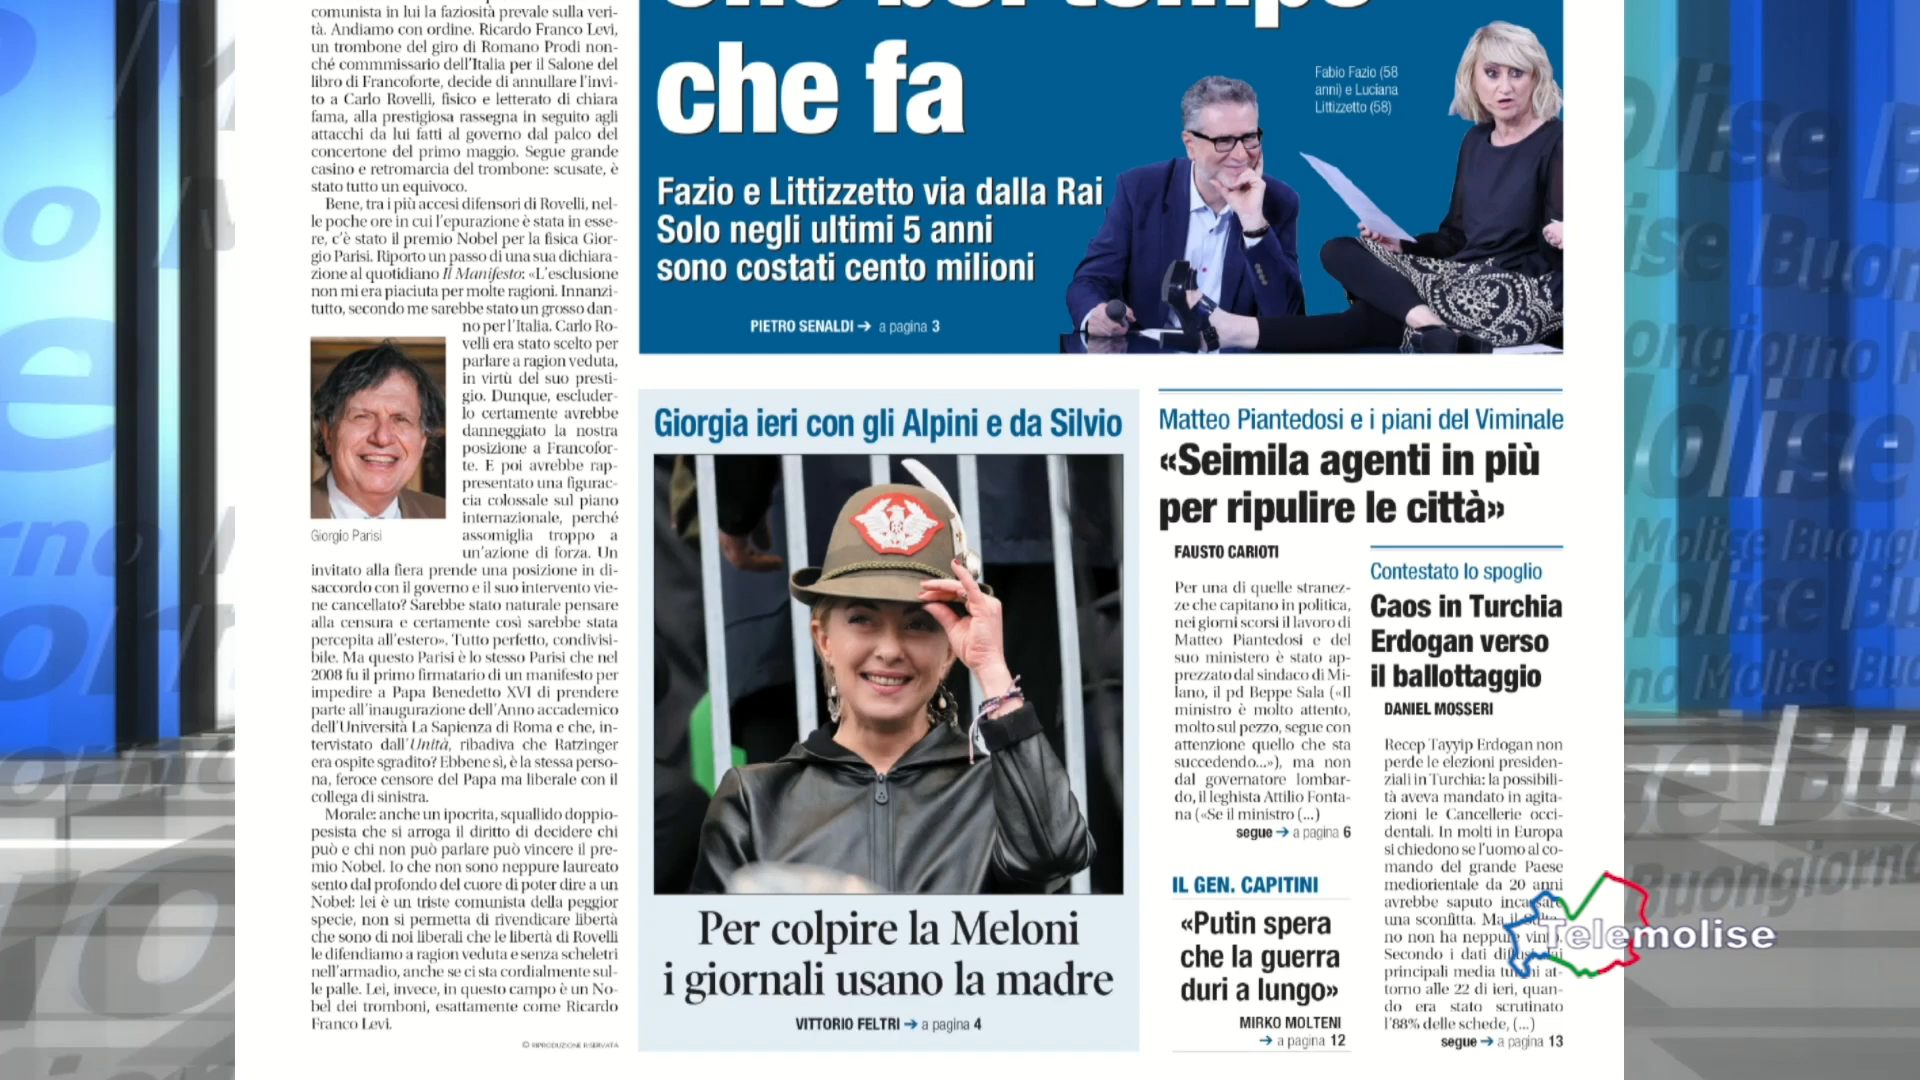 comunista in lui la faziosità prevale sulla veri-
tà. Andiamo con ordine. Ricardo Franco Levi,
un trombone del giro di Romano Prodi non-
ché commmissario dell'Italia per il Salone del
libro di Francoforte, decide di annullare l'invi-
to a Carlo Rovelli, fisico e letterato di chiara
fama, alla prestigiosa rassegna in seguito agli
attacchi da lui fatti al governo dal palco del
concertone del primo maggio. Segue grande
casino e retromarcia del trombone: scusate, è
stato tutto un equivoco.
Bene, tra i più accesi difensori di Rovelli, nel-
le poche ore in cui l'epurazione è stata in esse-
re, c'è stato il premio Nobel per la fisica Gior-
gio Parisi. Riporto un passo di una sua dichiara-
zione al quotidiano Il Manifesto: «L'esclusione
non mi era piaciuta per molte ragioni. Innanzi-
tutto, secondo me sarebbe stato un grosso dan-
no per l'Italia. Carlo Ro-
velli era stato scelto per
parlare a ragion veduta,
in virtù del suo presti-
gio. Dunque, escluder-
lo certamente avrebbe
danneggiato la nostra
posizione a Francofor-
te. E poi avrebbe rap-
presentato una figurac-
cia colossale sul piano
internazionale, perché
assomiglia troppo a
un'azione di forza. Un
Giorgio Parisi
invitato alla fiera prende una posizione in di-
saccordo con il governo e il suo intervento vie-
ne cancellato? Sarebbe stato naturale pensare
alla censura e certamente così sarebbe stata
percepita all'estero». Tutto perfetto, condivisi-
bile. Ma questo Parisi è lo stesso Parisi che nel
2008 fu il primo firmatario di un manifesto per
impedire a Papa Benedetto XVI di prendere
parte all'inaugurazione dell'Anno accademico
dell'Università La Sapienza di Roma e che, in-
tervistato dall'Unità, ribadiva che Ratzinger
era ospite sgradito? Ebbene sì, è la stessa perso-
na, feroce censore del Papa ma liberale con il
collega di sinistra.
Morale: anche un ipocrita, squallido doppio-
pesista che si arroga il diritto di decidere chi
può e chi non può parlare può vincere il pre-
mio Nobel. Io che non sono neppure laureato
sento dal profondo del cuore di poter dire a un
Nobel: lei è un triste comunista della peggior
specie, non si permetta di rivendicare libertà
che sono di noi liberali che le libertà di Rovelli
le difendiamo a ragion veduta e senza scheletri
nell'armadio, anche se ci sta cordialmente sul-
le palle. Lei, invece, in questo campo è un No-
bel dei tromboni, esattamente come Ricardo
Franco Levi.
© RIPRODUZIONE RISERVATA
che fa
Fazio e Littizzetto via dalla Rai
Solo negli ultimi 5 anni
sono costati cento milioni
PIETRO SENALDI → a pagina 3
Fabio Fazio (58
anni) e Luciana
Littizzetto (58)
Giorgia ieri con gli Alpini e da Silvio
Per colpire la Meloni
i giornali usano la madre
VITTORIO FELTRI → a pagina 4
Matteo Piantedosi e i piani del Viminale
«Seimila agenti in più
per ripulire le città»
FAUSTO CARIOTI
Per una di quelle stranez-
ze che capitano in politica,
nei giorni scorsi il lavoro di
Matteo Piantedosi e del
suo ministero è stato ap-
prezzato dal sindaco di Mi-
lano, il pd Beppe Sala («Il
ministro è molto attento,
molto sul pezzo, segue con
attenzione quello che sta
succedendo...»), ma non
dal governatore lombar-
do, il leghista Attilio Fonta-
na («Se il ministro (...)
segue → a pagina 6
IL GEN. CAPITINI
«Putin spera
che la guerra
duri a lungo»
MIRKO MOLTENI
→ a pagina 12
Contestato lo spoglio
Caos in Turchia
Erdogan verso
il ballottaggio
DANIEL MOSSERI
Recep Tayyip Erdogan non
perde le elezioni presiden-
ziali in Turchia: la possibili-
tà aveva mandato in agita-
zioni le Cancellerie occi-
dentali. In molti in Europa
si chiedono se l'uomo al co-
mando del grande Paese
mediorientale da 20 anni
avrebbe saputo incassare
una sconfitta. Ma il
no non ha neppure vinto.
Secondo i dati diffusi dai
principali media turchi at-
torno alle 22 di ieri, quan-
do era stato scrutinato
l'88% delle schede, (...)
segue → a pagina 13
Telemolise